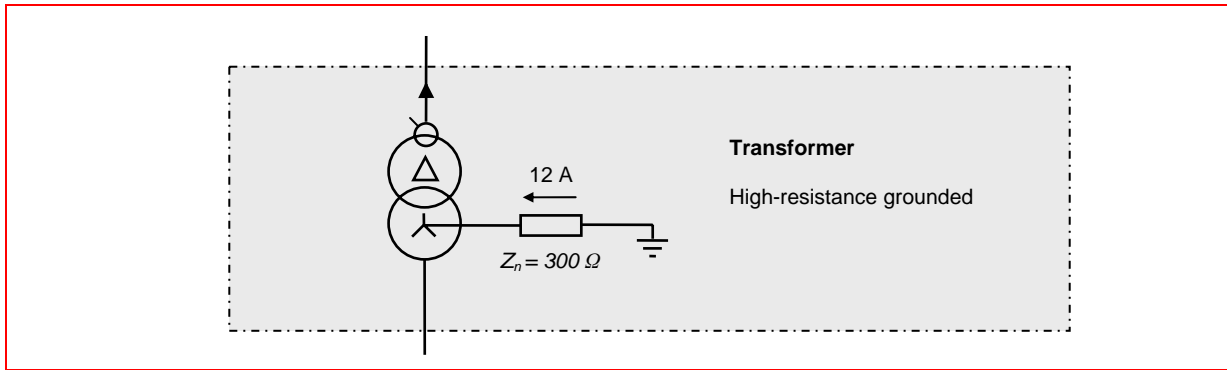 Transformer
12 A
High-resistance grounded
Zn = 300 Ω